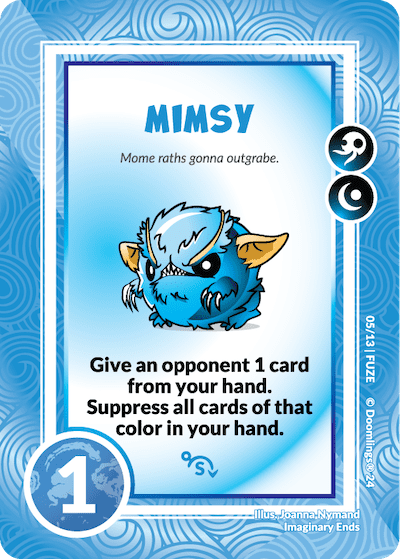 MIMSY
Mome raths gonna outgrabe.
Give an opponent 1 card
from your hand.
Suppress all cards of that
color in your hand.
S
1
05/13 | FUZE © Doomlings® 24
Illus. Joanna Nymand
Imaginary Ends